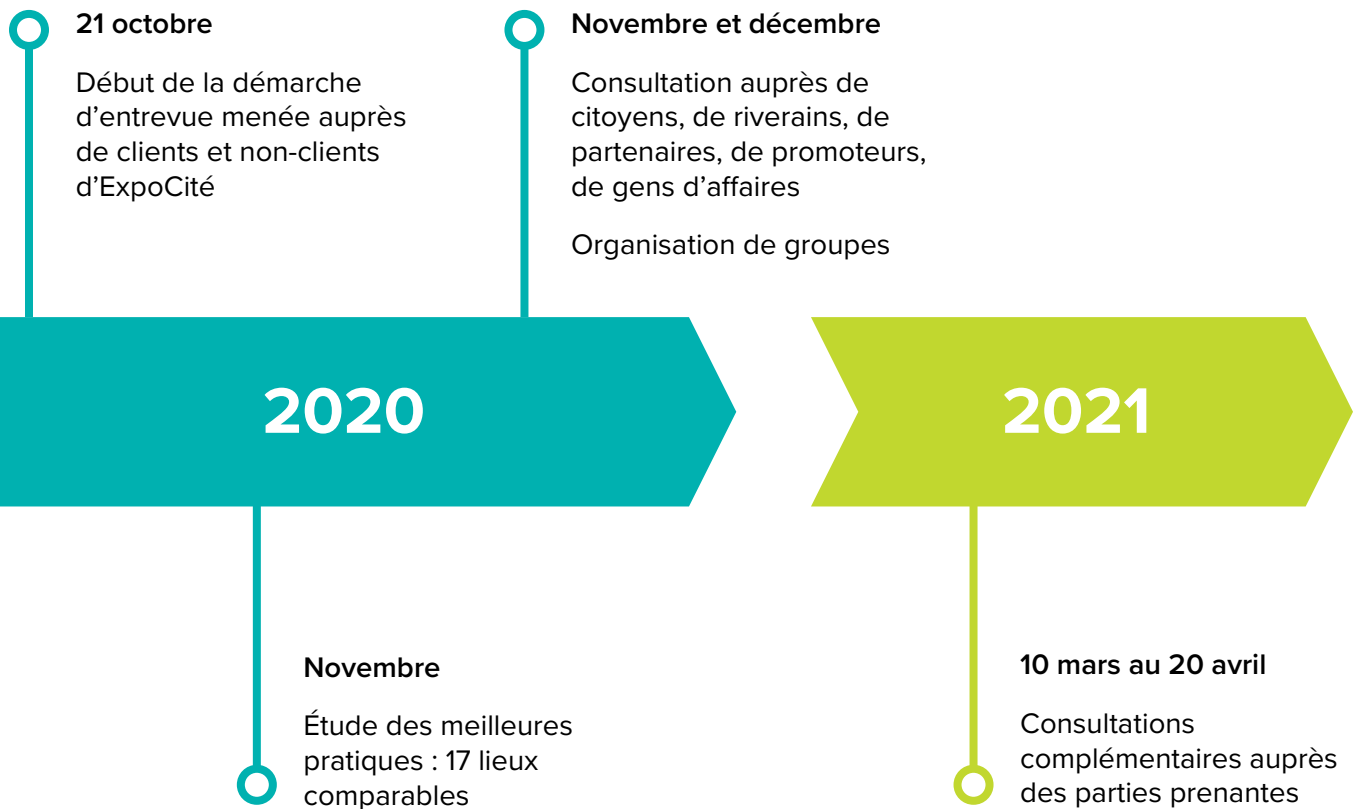 21 octobre
Début de la démarche
d’entrevue menée auprès
de clients et non-clients
d’ExpoCité
Novembre et décembre
Consultation auprès de
citoyens, de riverains, de
partenaires, de promoteurs,
de gens d’affaires
Organisation de groupes
2020
2021
Novembre
Étude des meilleures
pratiques : 17 lieux
comparables
10 mars au 20 avril
Consultations
complémentaires auprès
des parties prenantes